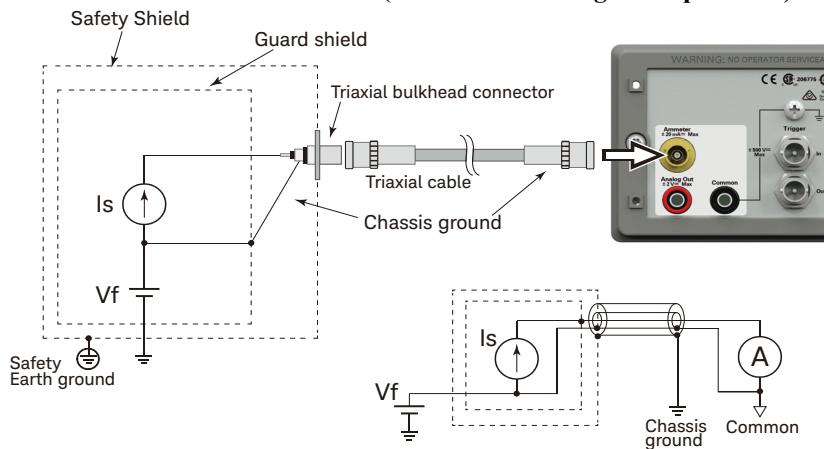 Safety Shield
Guard shield
Triaxial bulkhead connector
Triaxial cable
Chassis ground
Is
Vf
Safety
Earth ground
WARNING: NO OPERATOR SERVICEA
206775
Ammeter
± 20 mA⎓ Max
Analog Out
± 2 V⎓ Max
Common
± 500 V⎓
Max
Trigger
In
Ou
Is
Vf
A
Chassis
ground
Common